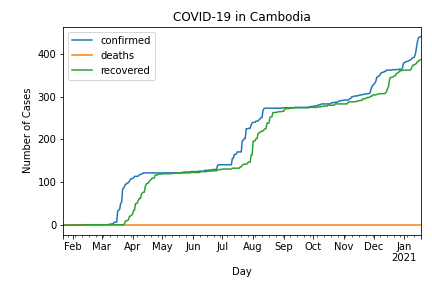 COVID-19 in Cambodia
confirmed
deaths
recovered
Number of Cases
400
300
200
100
0
Feb Mar Apr May Jun Jul Aug Sep Oct Nov Dec Jan
2021
Day